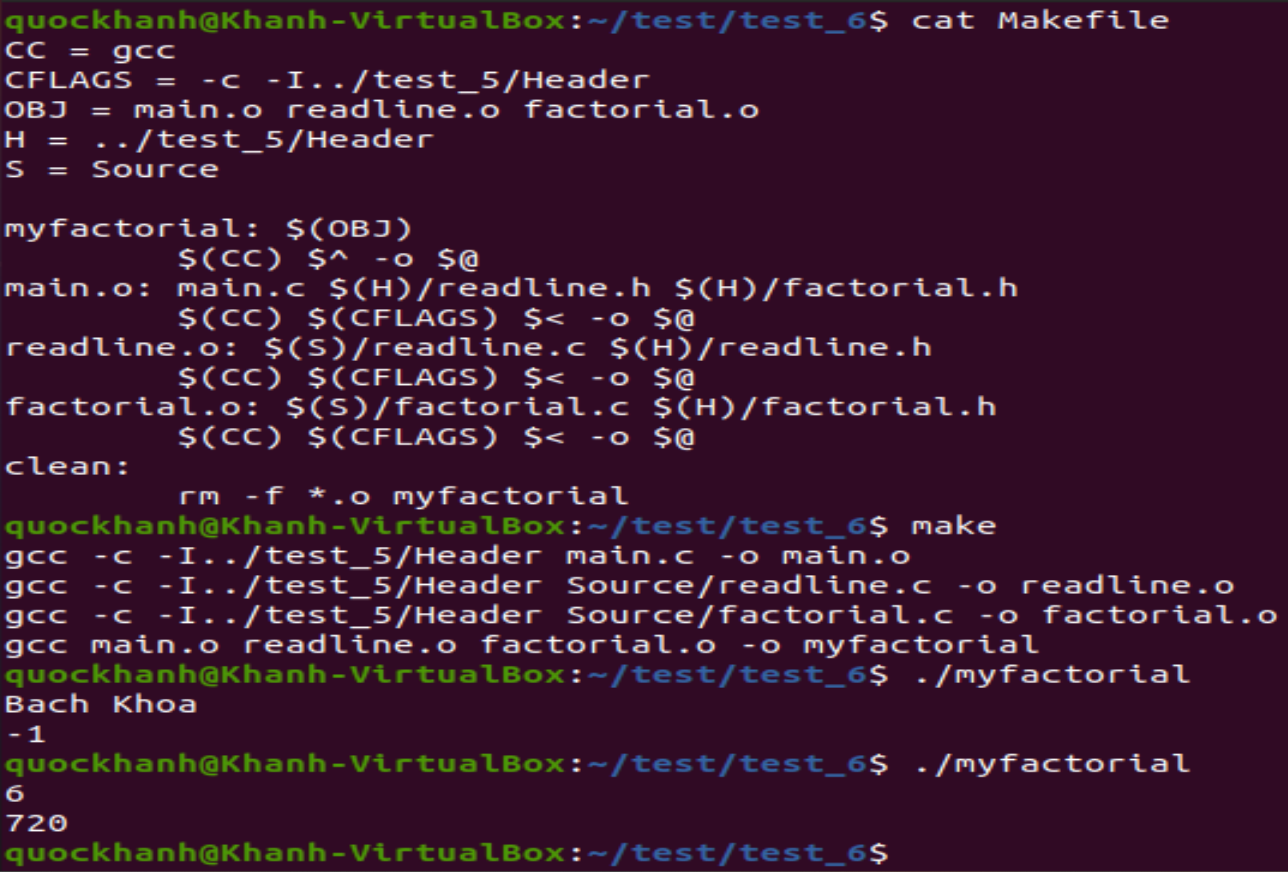 quockhanh@Khanh-VirtualBox:~/test/test_6$ cat Makefile
CC = gcc
CFLAGS = -c -I../test_5/Header
OBJ = main.o readline.o factorial.o
H = ../test_5/Header
S = Source

myfactorial: $(OBJ)
        $(CC) $^ -o $@
main.o: main.c $(H)/readline.h $(H)/factorial.h
        $(CC) $(CFLAGS) $< -o $@
readline.o: $(S)/readline.c $(H)/readline.h
        $(CC) $(CFLAGS) $< -o $@
factorial.o: $(S)/factorial.c $(H)/factorial.h
        $(CC) $(CFLAGS) $< -o $@
clean:
        rm -f *.o myfactorial
quockhanh@Khanh-VirtualBox:~/test/test_6$ make
gcc -c -I../test_5/Header main.c -o main.o
gcc -c -I../test_5/Header Source/readline.c -o readline.o
gcc -c -I../test_5/Header Source/factorial.c -o factorial.o
gcc main.o readline.o factorial.o -o myfactorial
quockhanh@Khanh-VirtualBox:~/test/test_6$ ./myfactorial
Bach Khoa
-1
quockhanh@Khanh-VirtualBox:~/test/test_6$ ./myfactorial
6
720
quockhanh@Khanh-VirtualBox:~/test/test_6$